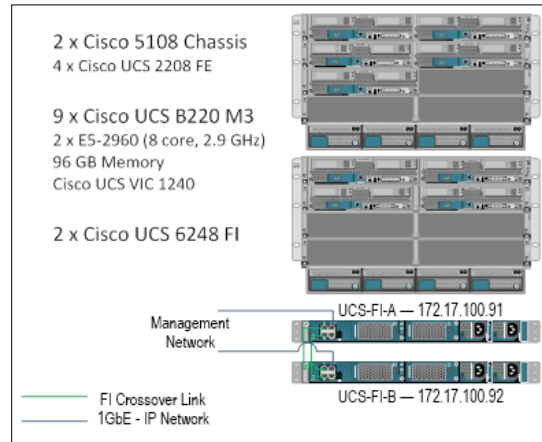 2 x Cisco 5108 Chassis
4 x Cisco UCS 2208 FE
9 x Cisco UCS B220 M3
2 x E5-2960 (8 core, 2.9 GHz)
96 GB Memory
Cisco UCS VIC 1240
2 x Cisco UCS 6248 FI
UCS-FI-A — 172.17.100.91
Management
Network
UCS-FI-B — 172.17.100.92
FI Crossover Link
1GbE - IP Network